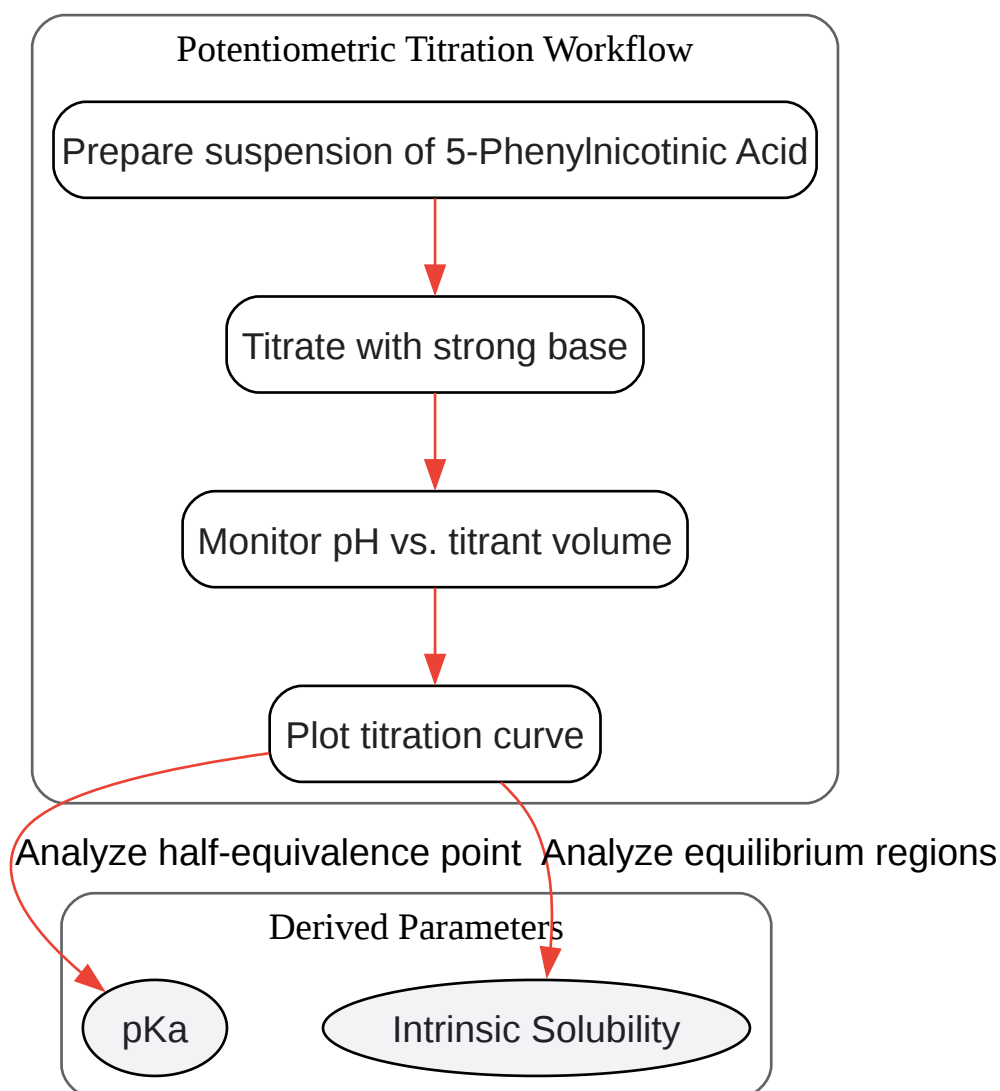 Potentiometric Titration Workflow
Prepare suspension of 5-Phenylnicotinic Acid
Titrate with strong base
Monitor pH vs. titrant volume
Plot titration curve
Analyze half-equivalence point
Analyze equilibrium regions
Derived Parameters
pKa
Intrinsic Solubility